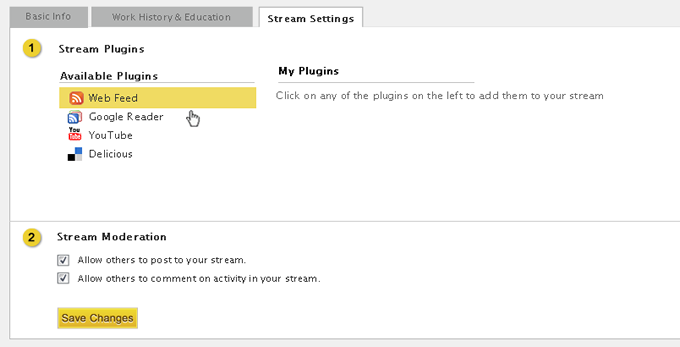 Basic Info
Work History & Education
Stream Settings
1
Stream Plugins
Available Plugins
Web Feed
Google Reader
You Tube
YouTube
Delicious
My Plugins
Click on any of the plugins on the left to add them to your stream
2
Stream Moderation
Allow others to post to your stream.
Allow others to comment on activity in your stream.
Save Changes